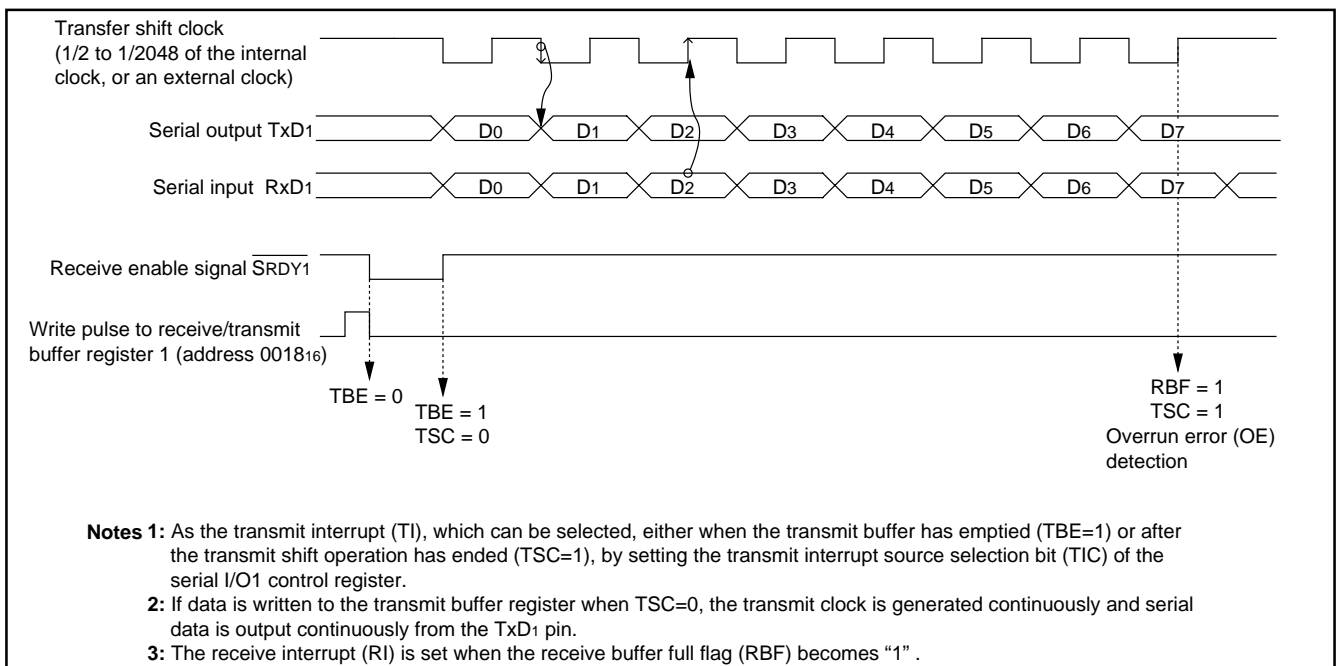 Transfer shift clock
(1/2 to 1/2048 of the internal
clock, or an external clock)
Serial output TxD1 D0 D1 D2 D3 D4 D5 D6 D7
Serial input RxD1 D0 D1 D2 D3 D4 D5 D6 D7
Receive enable signal SRDY1
Write pulse to receive/transmit
buffer register 1 (address 001816)
TBE = 0
TBE = 1
TSC = 0
RBF = 1
TSC = 1
Overrun error (OE)
detection
Notes 1: As the transmit interrupt (TI), which can be selected, either when the transmit buffer has emptied (TBE=1) or after
the transmit shift operation has ended (TSC=1), by setting the transmit interrupt source selection bit (TIC) of the
serial I/O1 control register.
2: If data is written to the transmit buffer register when TSC=0, the transmit clock is generated continuously and serial
data is output continuously from the TxD1 pin.
3: The receive interrupt (RI) is set when the receive buffer full flag (RBF) becomes “1” .